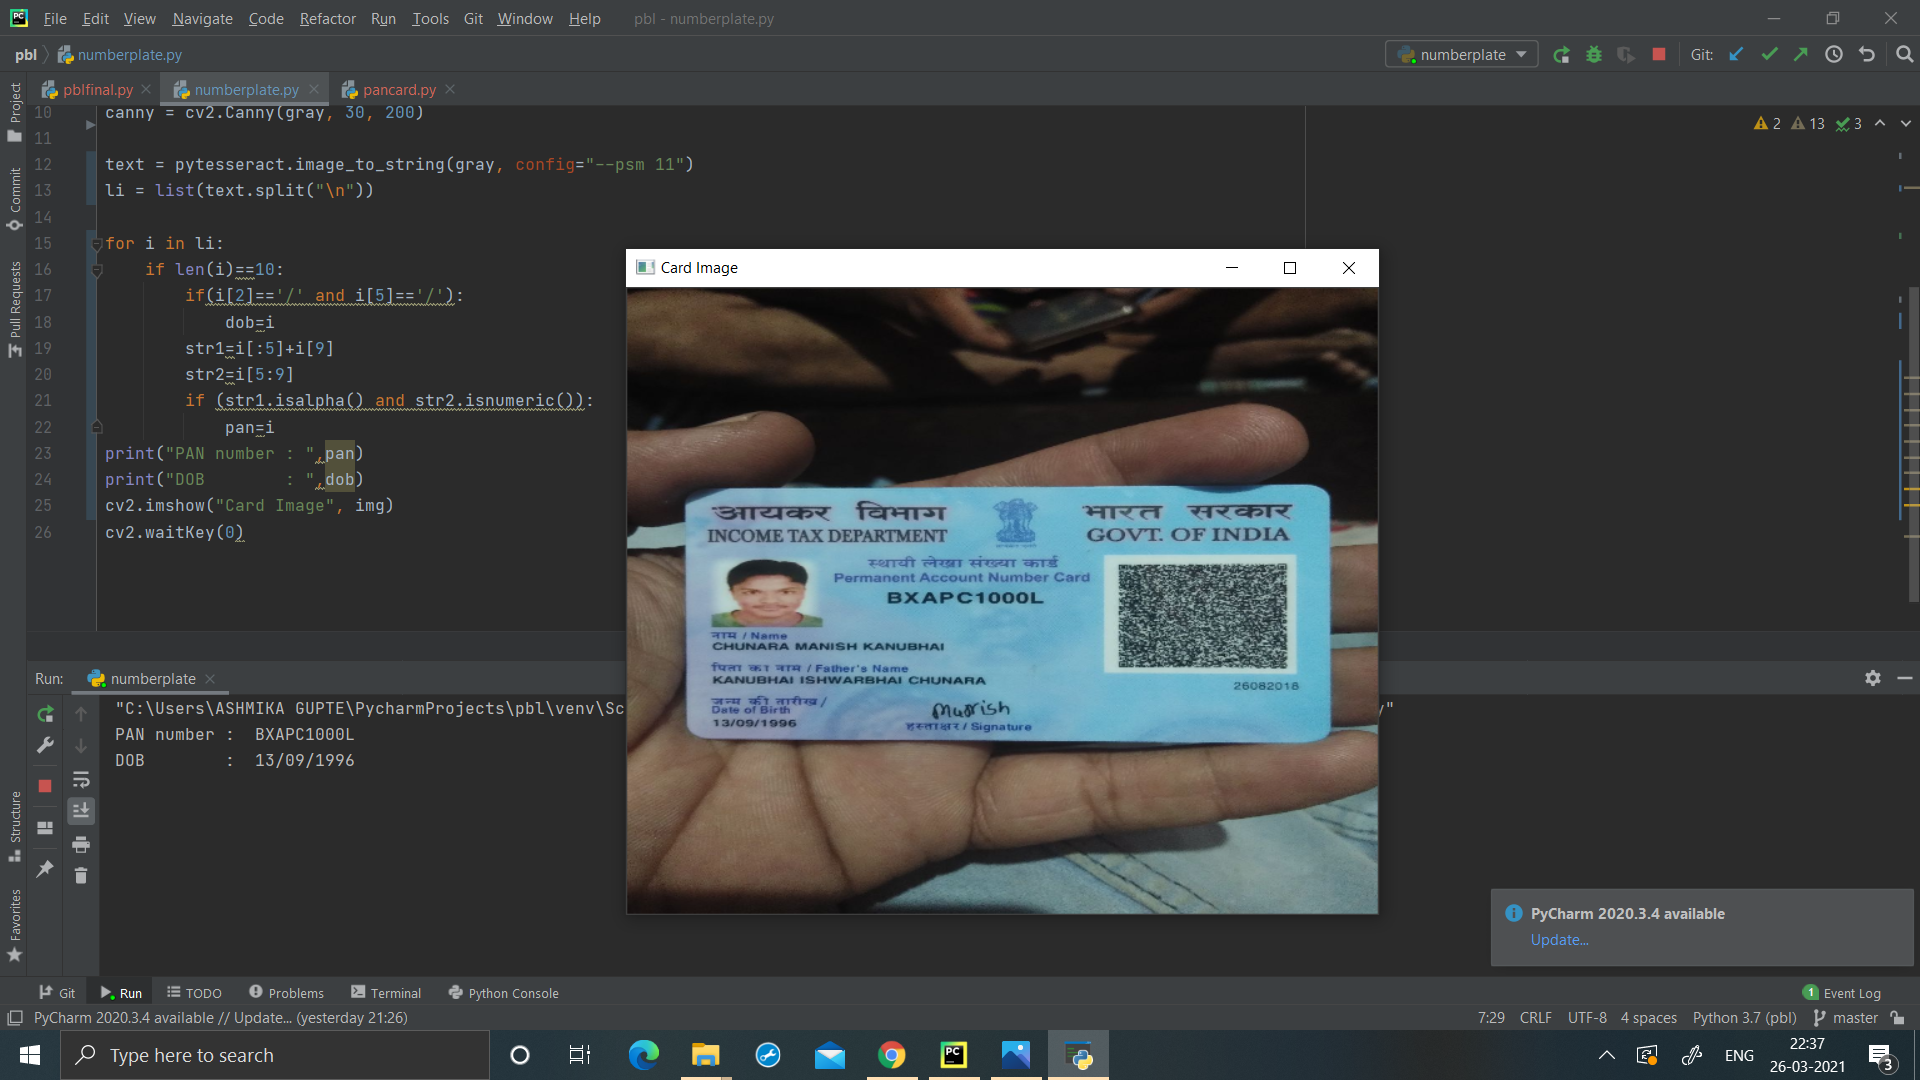 File Edit View Navigate Code Refactor Run Tools Git Window Help pbl - numberplate.py
pbl numberplate.py
numberplate Git:
pblfinal.py numberplate.py pancard.py
2 13 3
10 canny = cv2.Canny(gray, 30, 200)
11
12 text = pytesseract.image_to_string(gray, config="--psm 11")
13 li = list(text.split("\n"))
14
15 for i in li:
16 if len(i)==10:
17 if(i[2]=='/' and i[5]=='/'):
18 dob=i
19 str1=i[:5]+i[9]
20 str2=i[5:9]
21 if (str1.isalpha() and str2.isnumeric()):
22 pan=i
23 print("PAN number : ",pan)
24 print("DOB        : ",dob)
25 cv2.imshow("Card Image", img)
26 cv2.waitKey(0)
Project
Commit
Pull Requests
Structure
Favorites
Card Image
आयकर विभाग
INCOME TAX DEPARTMENT
भारत सरकार
GOVT. OF INDIA
स्थायी लेखा संख्या कार्ड
Permanent Account Number Card
BXAPC1000L
नाम / Name
CHUNARA MANISH KANUBHAI
पिता का नाम / Father's Name
KANUBHAI ISHWARBHAI CHUNARA
जन्म की तारीख /
Date of Birth
13/09/1996
Manish
हस्ताक्षर / Signature
26082018
Run: numberplate
"C:\Users\ASHMIKA GUPTE\PycharmProjects\pbl\venv\Sc
PAN number :  BXAPC1000L
DOB        :  13/09/1996
PyCharm 2020.3.4 available
Update...
Git Run TODO Problems Terminal Python Console
1 Event Log
PyCharm 2020.3.4 available // Update... (yesterday 21:26)
7:29 CRLF UTF-8 4 spaces Python 3.7 (pbl) master
Type here to search
PC
ENG
22:37
26-03-2021
3